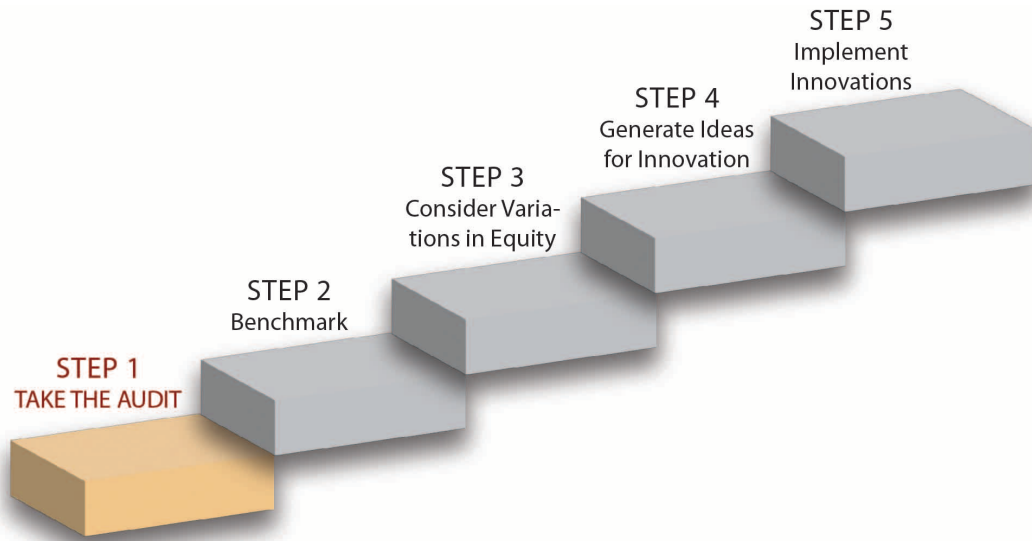 STEP 1
TAKE THE AUDIT
STEP 2
Benchmark
STEP 3
Consider Varia-
tions in Equity
STEP 4
Generate Ideas
for Innovation
STEP 5
Implement
Innovations